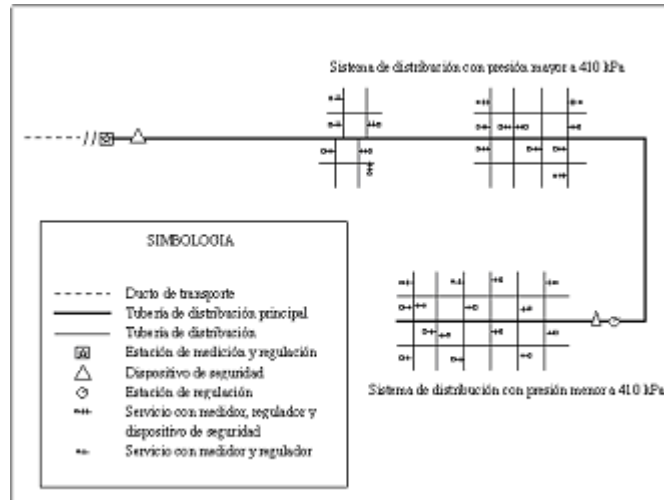 Sistema de distribución con presión mayor a 410 kPa
SIMBOLOGIA
Ducto de transporte
Tubería de distribución principal
Tubería de distribución
Estación de medición y regulación
Dispositivo de seguridad
Estación de regulación
Servicio con medidor, regulador y
dispositivo de seguridad
Servicio con medidor y regulador
Sistema de distribución con presión menor a 410 kPa